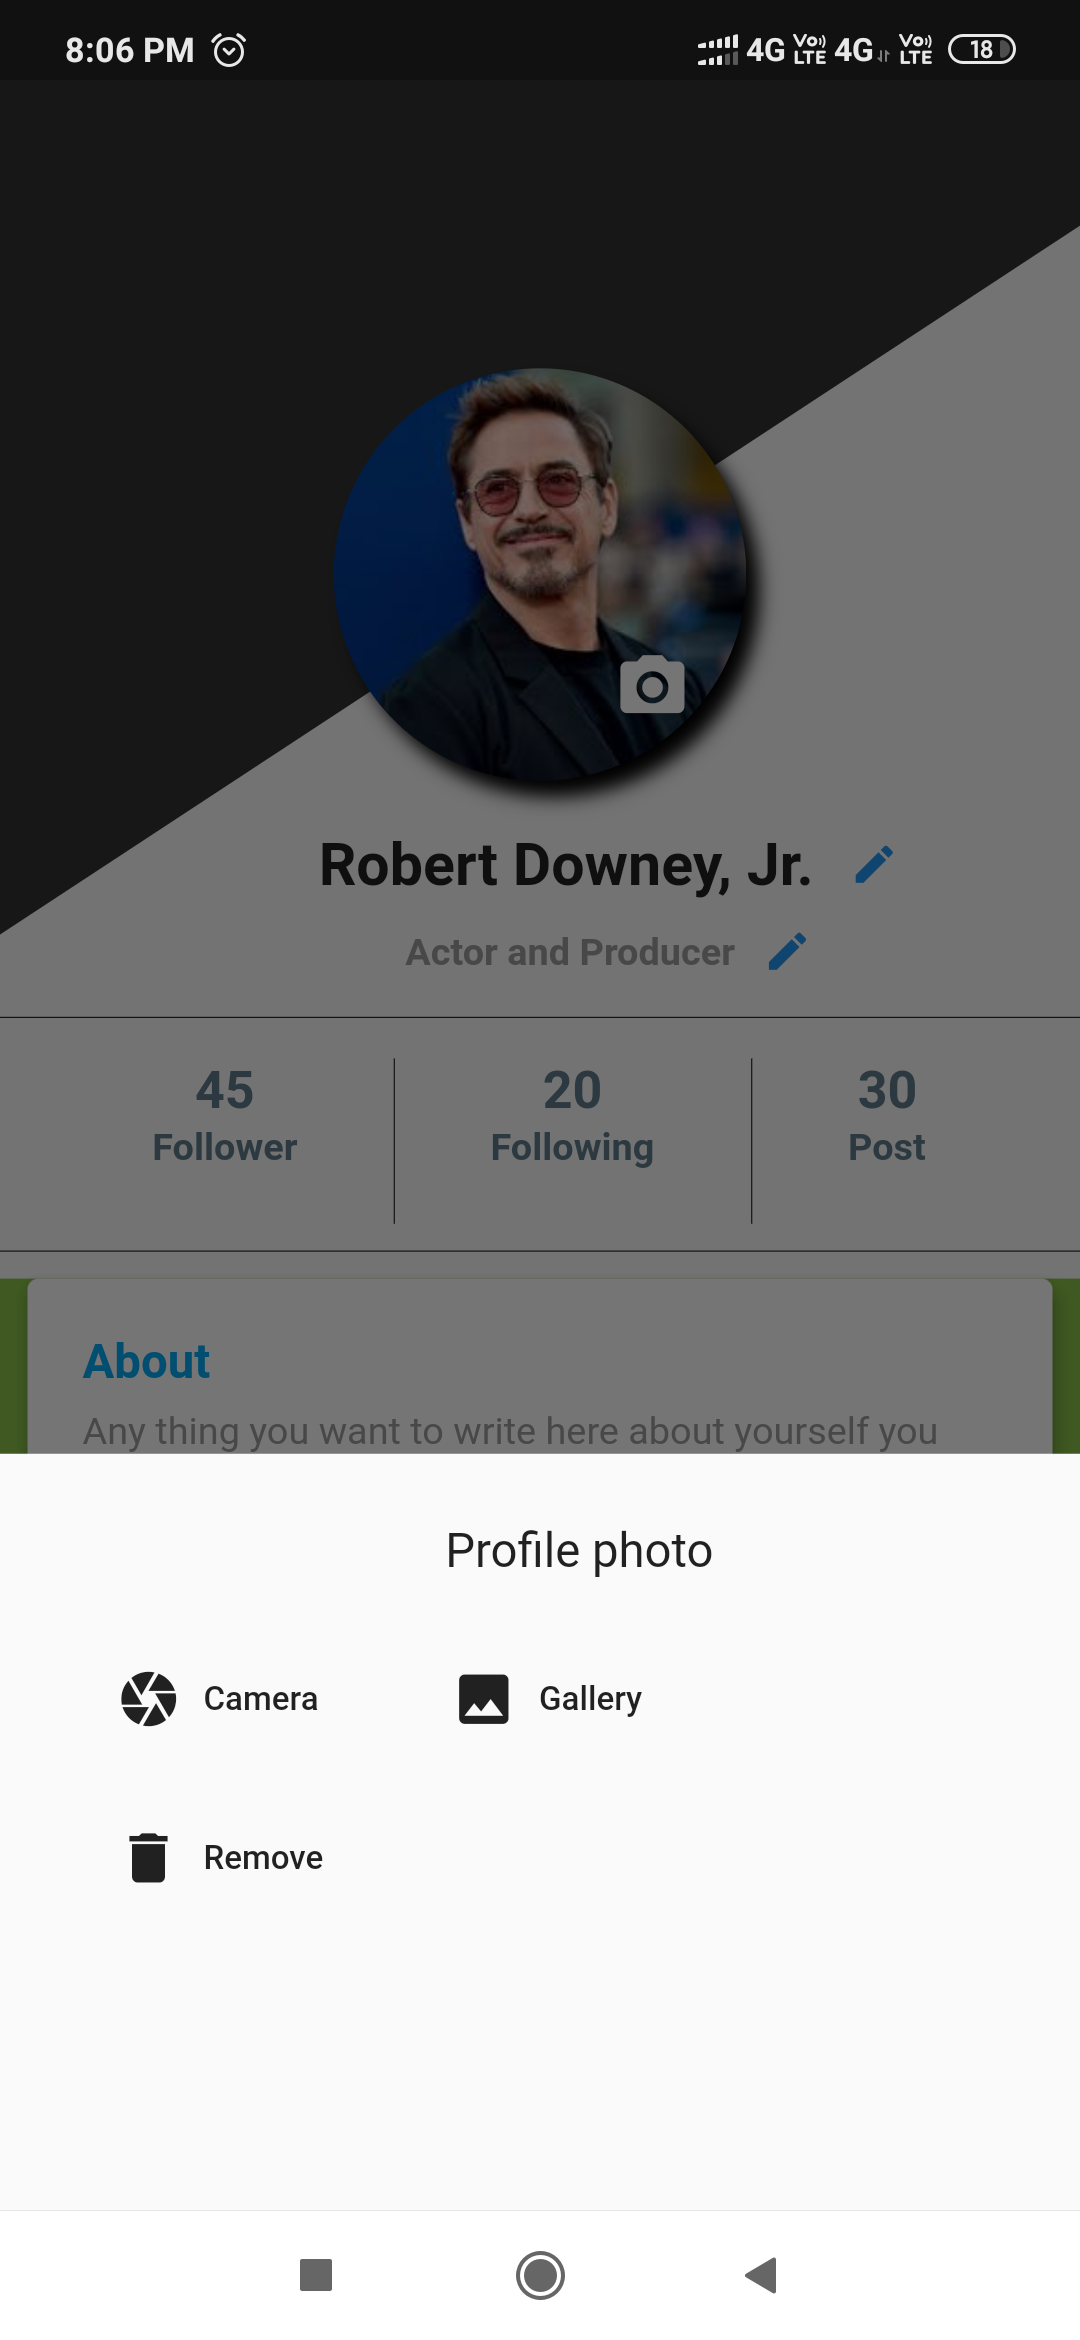 8:06 PM 4G Vo)) LTE 4G Vo)) LTE 18
Robert Downey, Jr.
Actor and Producer
45 20 30
Follower Following Post
About
Any thing you want to write here about yourself you
Profile photo
Camera Gallery
Remove